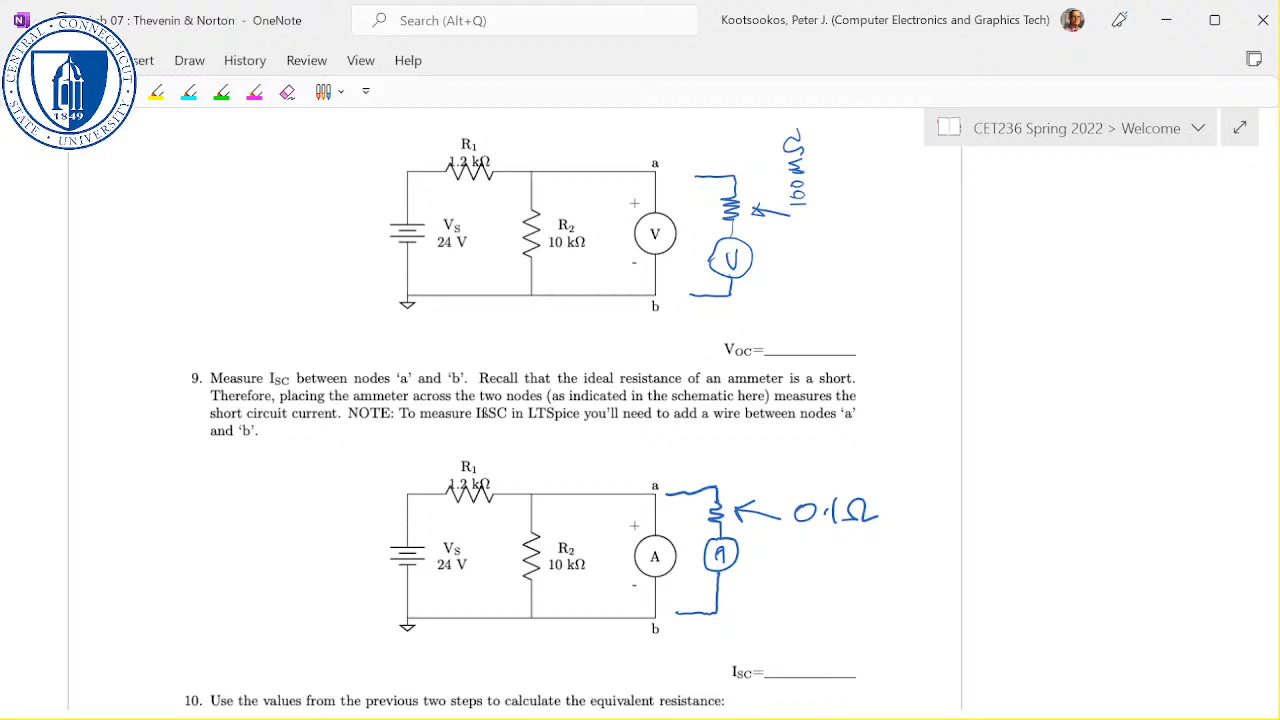 ch 07 : Thevenin & Norton - OneNote
Search (Alt+Q)
Kootsookos, Peter J. (Computer Electronics and Graphics Tech)
CENTRAL CONNECTICUT
STATE UNIVERSITY
1849
sert Draw History Review View Help
CET236 Spring 2022 > Welcome
R1
1.2 kΩ
a
100MΩ
VS
24 V
R2
10 kΩ
+
V
-
V
b
VOC=
9. Measure ISC between nodes ‘a’ and ‘b’. Recall that the ideal resistance of an ammeter is a short.
Therefore, placing the ammeter across the two nodes (as indicated in the schematic here) measures the
short circuit current. NOTE: To measure IßSC in LTSpice you’ll need to add a wire between nodes ‘a’
and ‘b’.
R1
1.2 kΩ
a
0.1Ω
VS
24 V
R2
10 kΩ
+
A
-
A
b
ISC=
10. Use the values from the previous two steps to calculate the equivalent resistance: